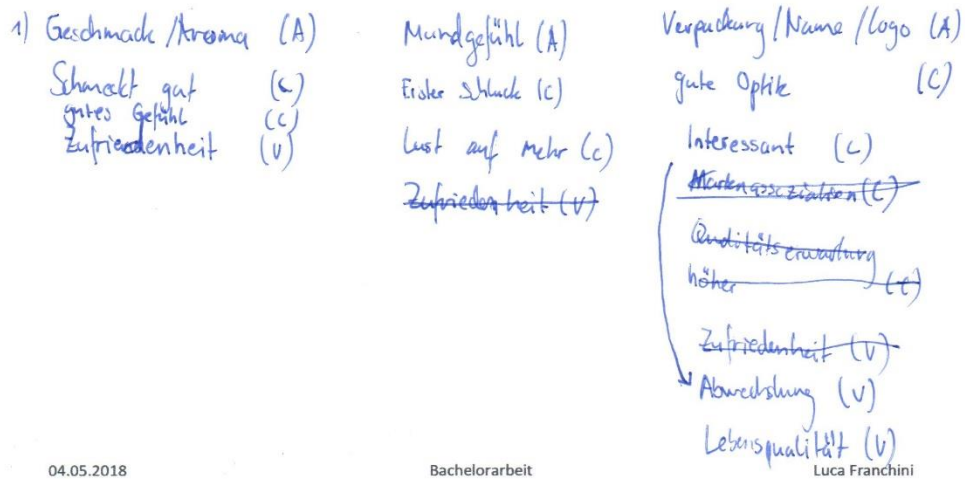 1) Geschmack / Aroma (A)
Schmeckt gut (C)
gutes Gefühl (C)
Zufriedenheit (V)
Mundgefühl (A)
Erster Schluck (C)
Lust auf mehr (C)
Zufriedenheit (V)
Verpackung / Name / Logo (A)
gute Optik (C)
Interessant (C)
Markenassoziation (C)
Qualitätserwartung
höher (C)
Zufriedenheit (V)
Abwechslung (V)
Lebensqualität (V)
04.05.2018 Bachelorarbeit Luca Franchini